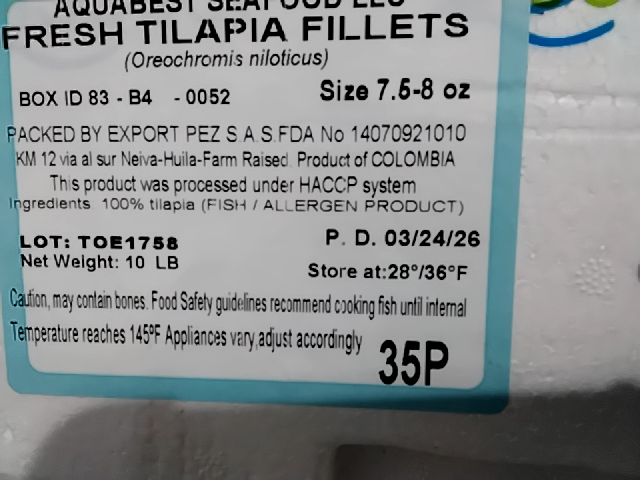 AQUABEST SEAFOOD LLC
FRESH TILAPIA FILLETS
(Oreochromis niloticus)
BOX ID 83 - B4 - 0052 Size 7.5-8 oz
PACKED BY EXPORT PEZ S.A.S.FDA No 14070921010
KM 12 via al sur Neiva-Huila-Farm Raised. Product of COLOMBIA
This product was processed under HACCP system
Ingredients: 100% tilapia (FISH / ALLERGEN PRODUCT)
LOT: TOE1758 P. D. 03/24/26
Net Weight: 10 LB Store at:28°/36°F
Caution, may contain bones. Food Safety guidelines recommend cooking fish until internal
Temperature reaches 145ºF Appliances vary,adjust accordingly
35P